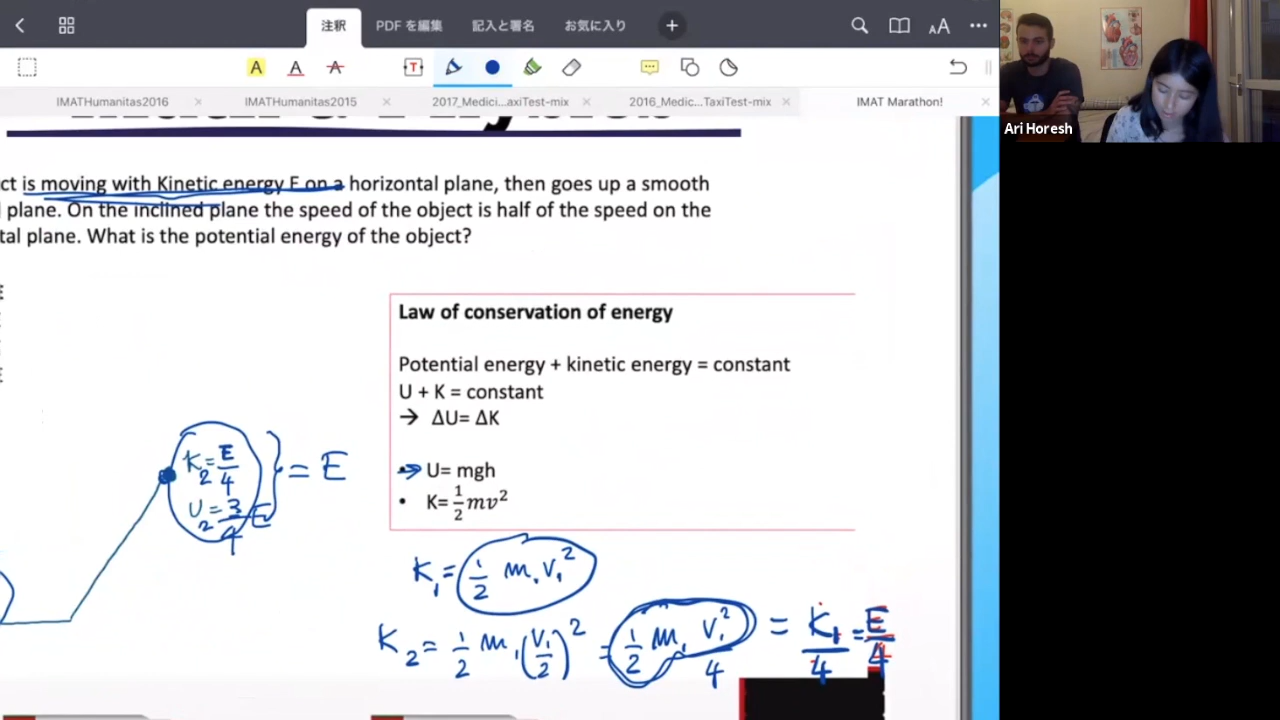 注釈 PDF を編集 記入と署名 お気に入り
IMATHumanitas2016 IMATHumanitas2015 2017_Medici...axiTest-mix 2016_Medic...TaxiTest-mix IMAT Marathon!
Ari Horesh
ct is moving with Kinetic energy E on a horizontal plane, then goes up a smooth
plane. On the inclined plane the speed of the object is half of the speed on the
tal plane. What is the potential energy of the object?
Law of conservation of energy
Potential energy + kinetic energy = constant
U + K = constant
→ ΔU= ΔK
U= mgh
• K= 1/2 mv²
K₂ = E/4
U₂ = 3/4 E
} = E
K₁ = 1/2 m₁ v₁²
K₂ = 1/2 m₁ (v₁/2)² = 1/2 m₁ v₁²/4 = K₁/4 = E/4